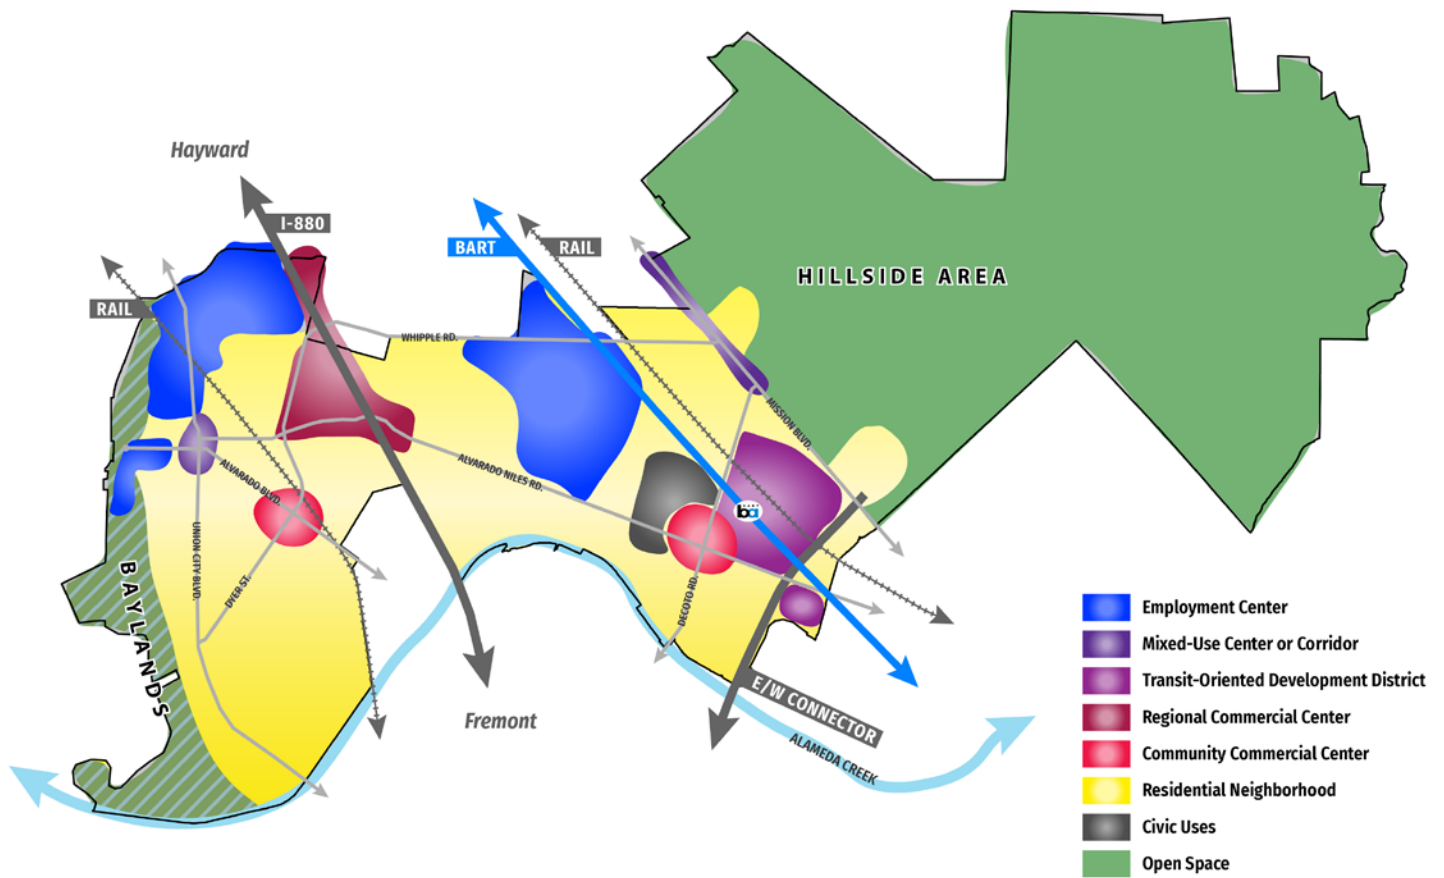 Hayward
I-880
BART
RAIL
HILLSIDE AREA
RAIL
WHIPPLE RD.
MISSION BLVD.
ALVARADO NILES RD.
ALVARADO BLVD.
ba
UNION CITY BLVD.
DYER ST.
DECOTO RD.
BAYLANDS
E/W CONNECTOR
Fremont
ALAMEDA CREEK
Employment Center
Mixed-Use Center or Corridor
Transit-Oriented Development District
Regional Commercial Center
Community Commercial Center
Residential Neighborhood
Civic Uses
Open Space